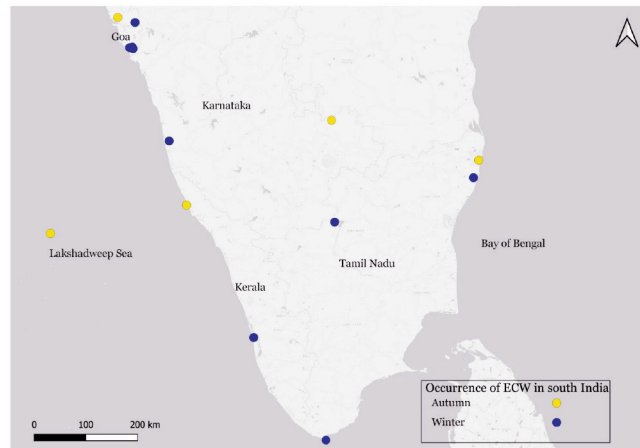 Goa
Karnataka
Bay of Bengal
Lakshadweep Sea
Tamil Nadu
Kerala
Occurrence of ECW in south India
Autumn
Winter
0 100 200 km